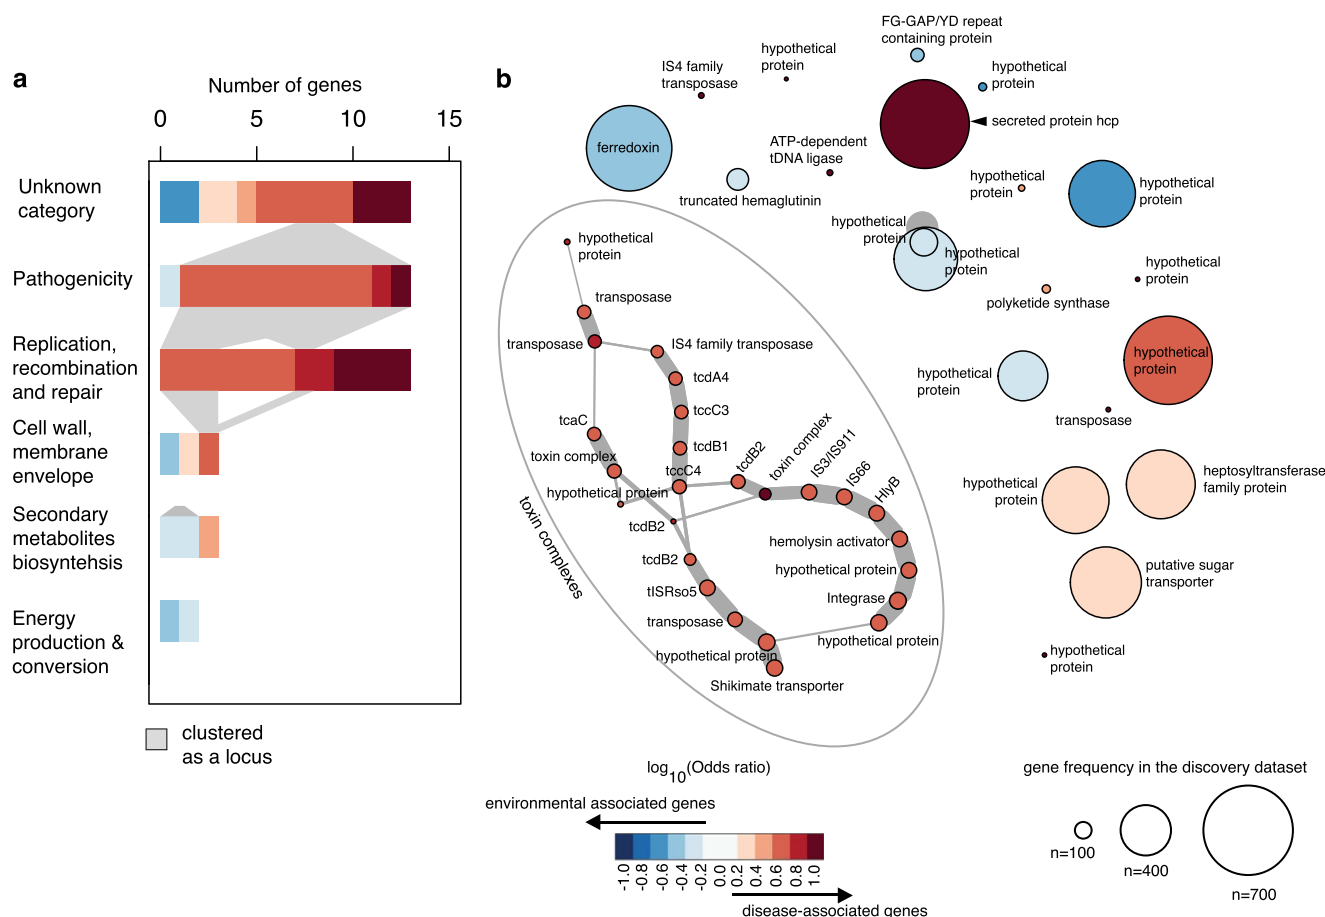 a
Number of genes
0 5 10 15
Unknown
category
Pathogenicity
Replication,
recombination
and repair
Cell wall,
membrane
envelope
Secondary
metabolites
biosyntehsis
Energy
production &
conversion
clustered
as a locus
b
FG-GAP/YD repeat
containing protein
hypothetical
protein
IS4 family
transposase
hypothetical
protein
ferredoxin
secreted protein hcp
ATP-dependent
tDNA ligase
truncated hemaglutinin
hypothetical
protein
hypothetical
protein
hypothetical
protein
hypothetical
protein
hypothetical
protein
polyketide synthase
hypothetical
protein
hypothetical
protein
transposase
hypothetical
protein
heptosyltransferase
family protein
putative sugar
transporter
hypothetical
protein
hypothetical
protein
transposase
transposase
IS4 family transposase
tcdA4
tccC3
tcaC
tcdB1
toxin complex
tccC4
tcdB2
toxin complex
IS3/IS911
IS66
HlyB
hypothetical protein
tcdB2
hemolysin activator
tcdB2
hypothetical protein
tISRso5
Integrase
transposase
hypothetical protein
hypothetical protein
Shikimate transporter
toxin complexes
log10(Odds ratio)
environmental associated genes
-1.0 -0.8 -0.6 -0.4 -0.2 0.0 0.2 0.4 0.6 0.8 1.0
disease-associated genes
gene frequency in the discovery dataset
n=100
n=400
n=700